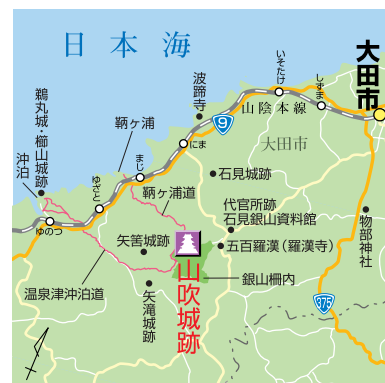 日本海
大田市
いそたけ
しずま
波蹄寺
9
山陰本線
鞆ヶ浦
鵜丸城・櫛山城跡
沖泊
まじ
にま
大田市
石見城跡
ゆざと
鞆ヶ浦道
代官所跡
石見銀山資料館
物部神社
ゆのつ
矢筈城跡
五百羅漢(羅漢寺)
山吹城跡
銀山柵内
温泉津沖泊道
矢滝城跡
375